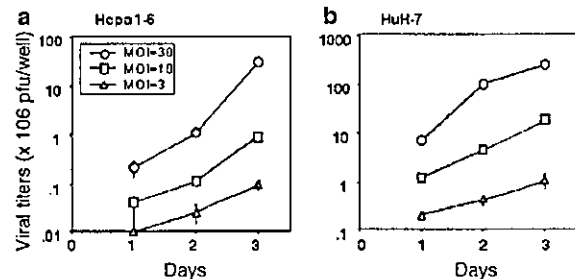 a Hepa1-6
Viral titers (x 106 pfu/well)
100
10
1
.1
.01
MOI=30
MOI=10
MOI=3
0 1 2 3
Days
b HuH-7
1000
100
10
1
.1
0 1 2 3
Days